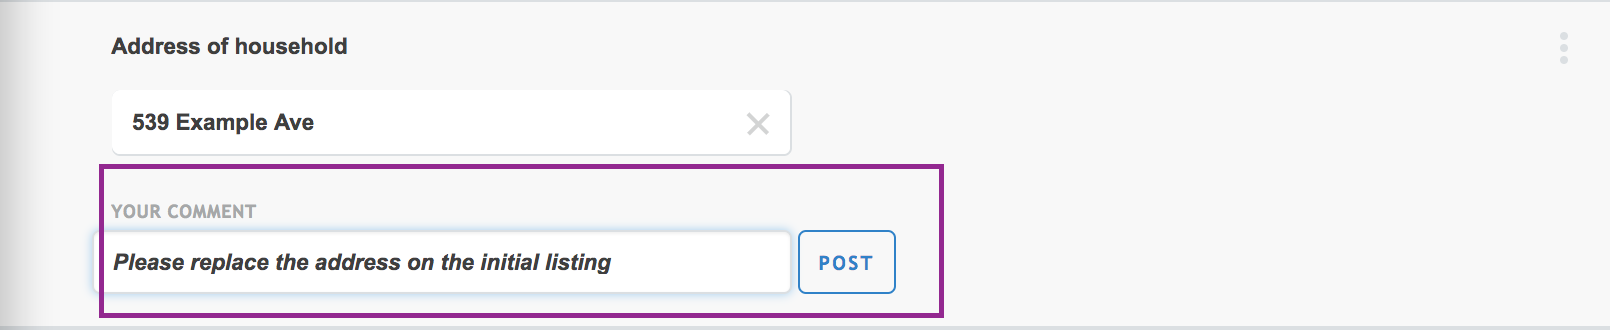 Address of household
539 Example Ave
YOUR COMMENT
Please replace the address on the initial listing
POST